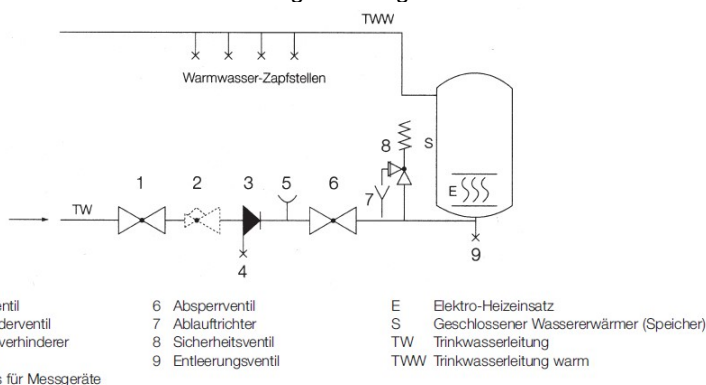 TWW
Warmwasser-Zapfstellen
8
S
1
2
3
5
6
7
E
TW
4
9
6 Absperrventil
7 Ablauftrichter
8 Sicherheitsventil
9 Entleerungsventil
s für Messgeräte
E Elektro-Heizeinsatz
S Geschlossener Wassererwärmer (Speicher)
TW Trinkwasserleitung
TWW Trinkwasserleitung warm